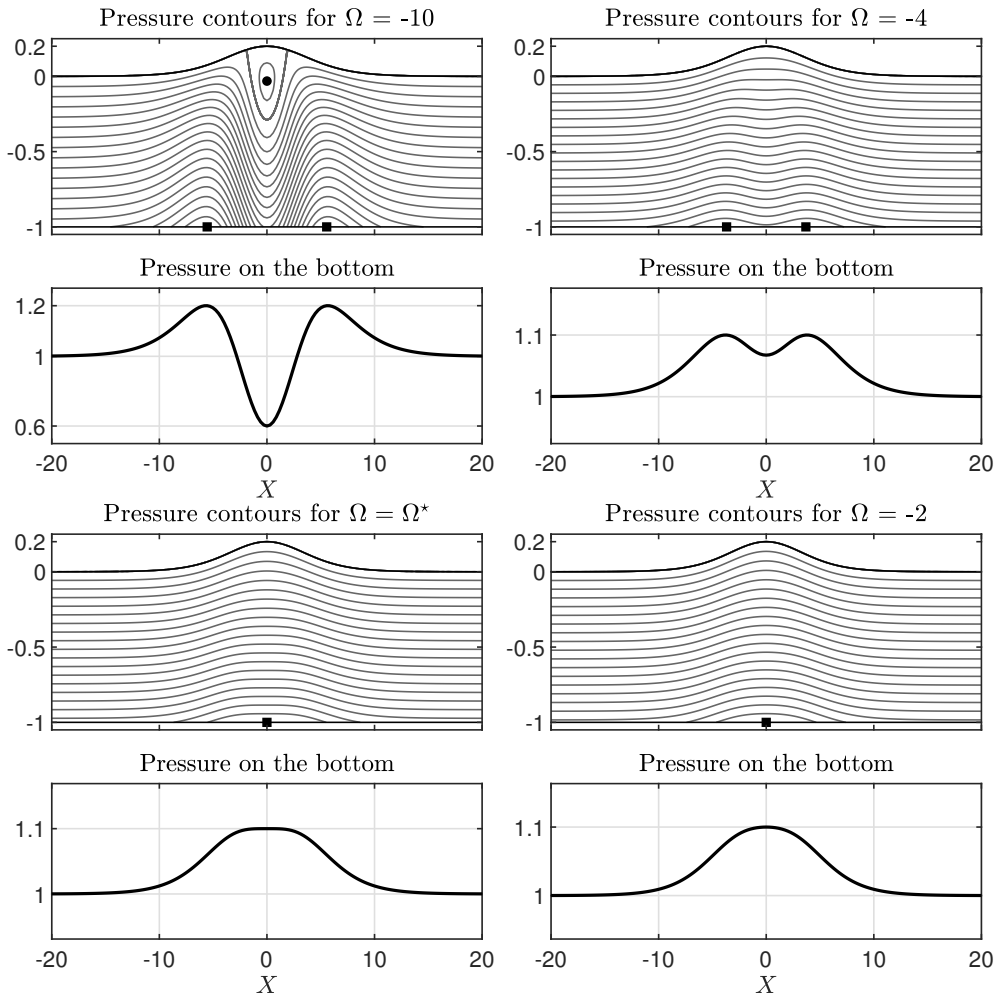 Pressure contours for Ω = -10
0.2
0
-0.5
-1
Pressure on the bottom
1.2
1
0.6
-20 -10 0 10 20
X
Pressure contours for Ω = -4
0.2
0
-0.5
-1
Pressure on the bottom
1.1
1
-20 -10 0 10 20
X
Pressure contours for Ω = Ω⋆
0.2
0
-0.5
-1
Pressure on the bottom
1.1
1
-20 -10 0 10 20
X
Pressure contours for Ω = -2
0.2
0
-0.5
-1
Pressure on the bottom
1.1
1
-20 -10 0 10 20
X